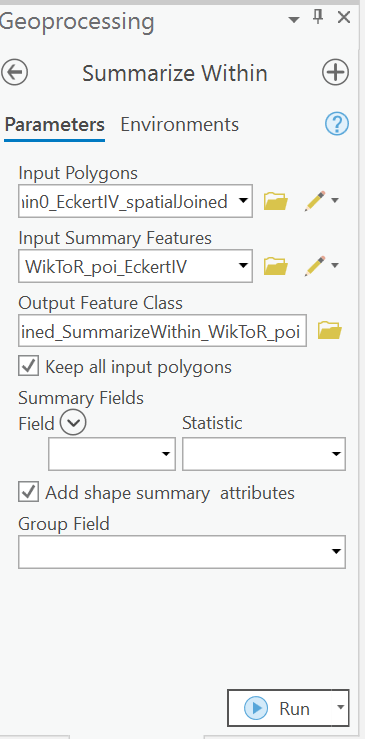 Geoprocessing
Summarize Within
Parameters Environments
Input Polygons
in0_EckertIV_spatialJoined
Input Summary Features
WikToR_poi_EckertIV
Output Feature Class
ined_SummarizeWithin_WikToR_poi
Keep all input polygons
Summary Fields
Field Statistic
Add shape summary attributes
Group Field
Run